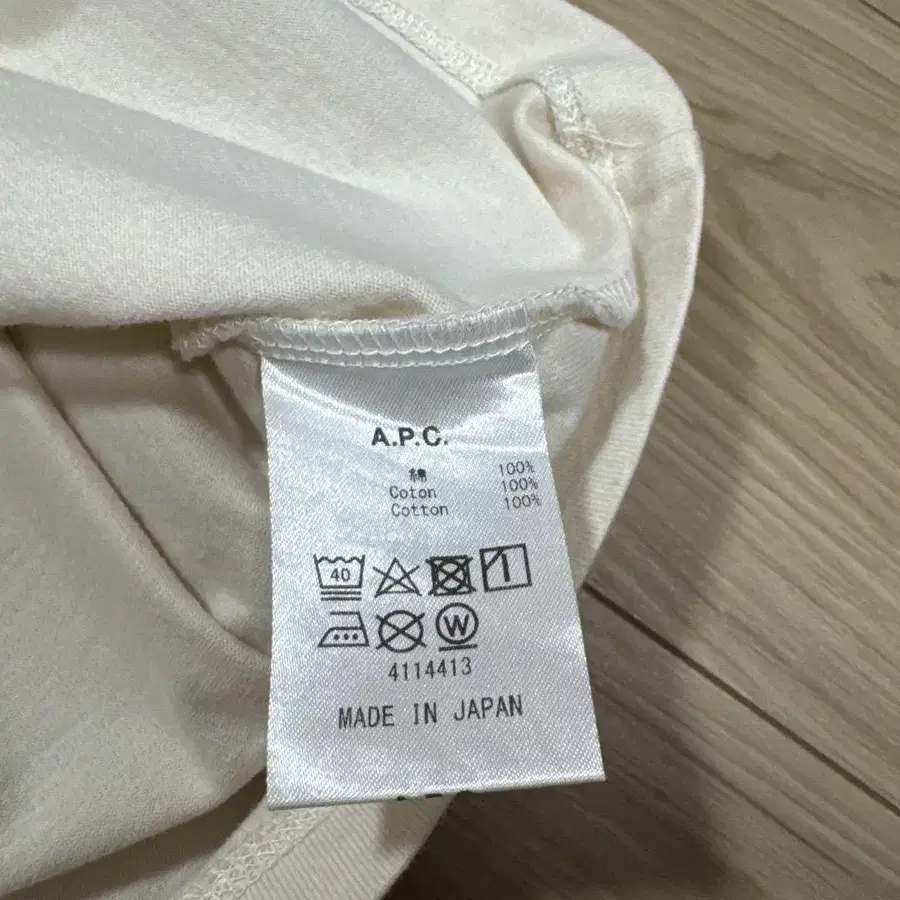 A.P.C.
綿 100%
Coton 100%
Cotton 100%
40
W
4114413
MADE IN JAPAN